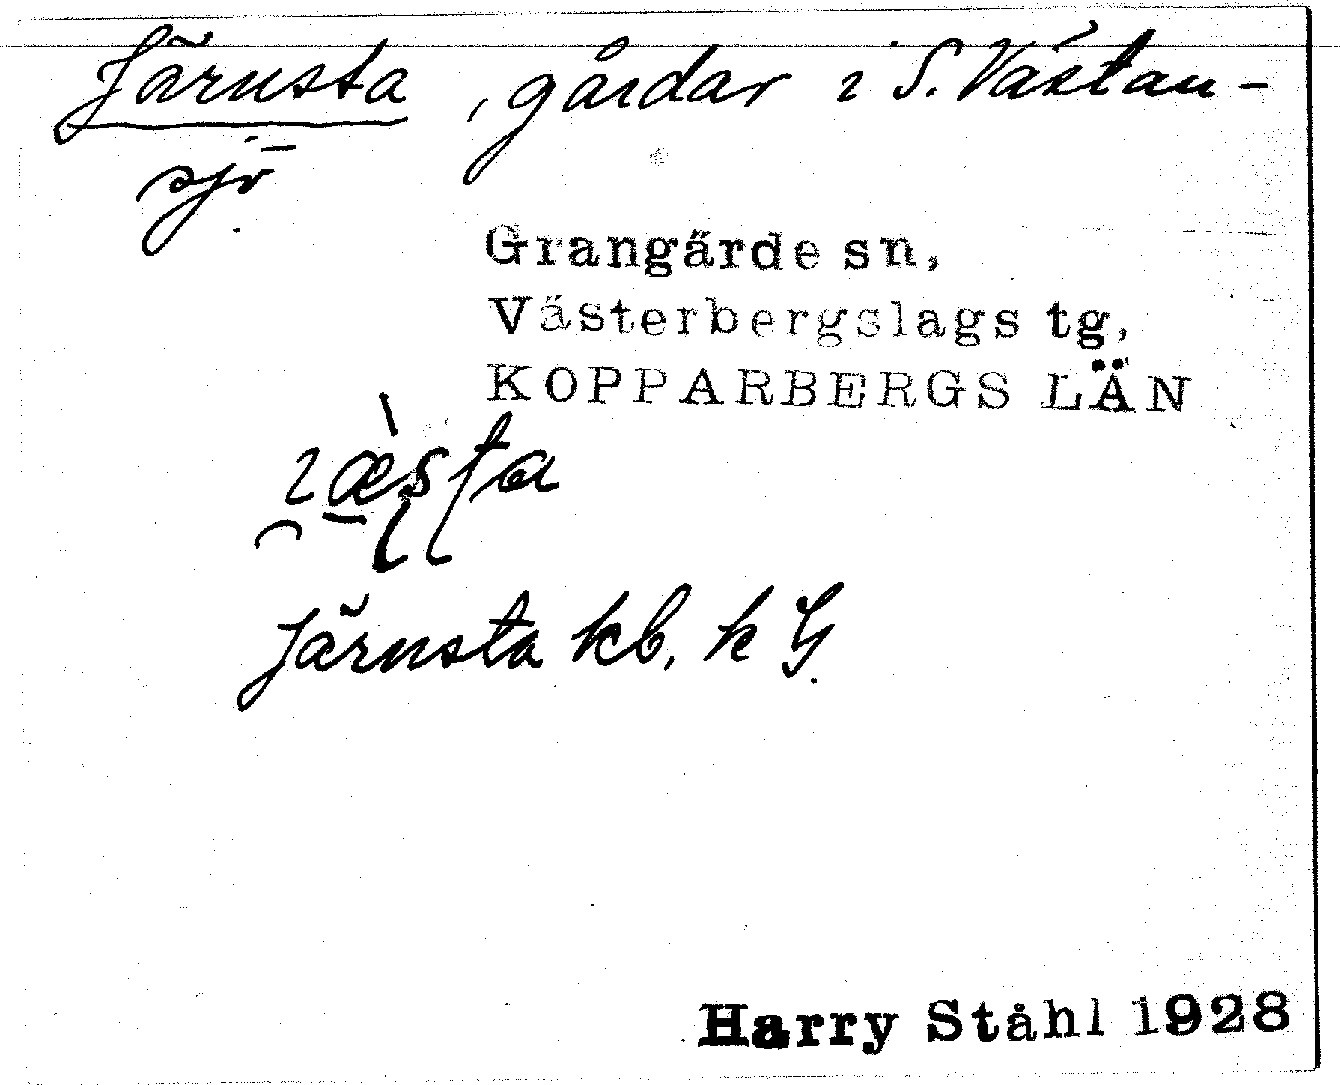 Järnsta, gårdar i S. Västan-
sjö
Grangärde sn,
Västerbergslags tg,
KOPPARBERGS LÄN
Järnsta kb, k G.
Harry Ståhl 1928